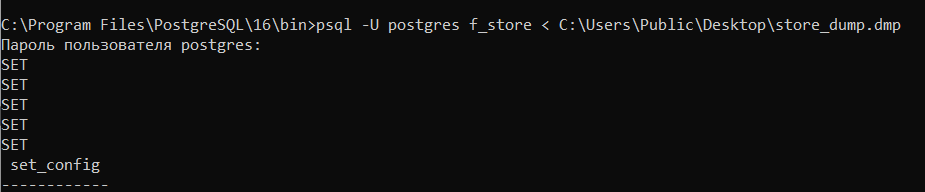 C:\Program Files\PostgreSQL\16\bin>psql -U postgres f_store < C:\Users\Public\Desktop\store_dump.dmp
Пароль пользователя postgres:
SET
SET
SET
SET
SET
 set_config
------------